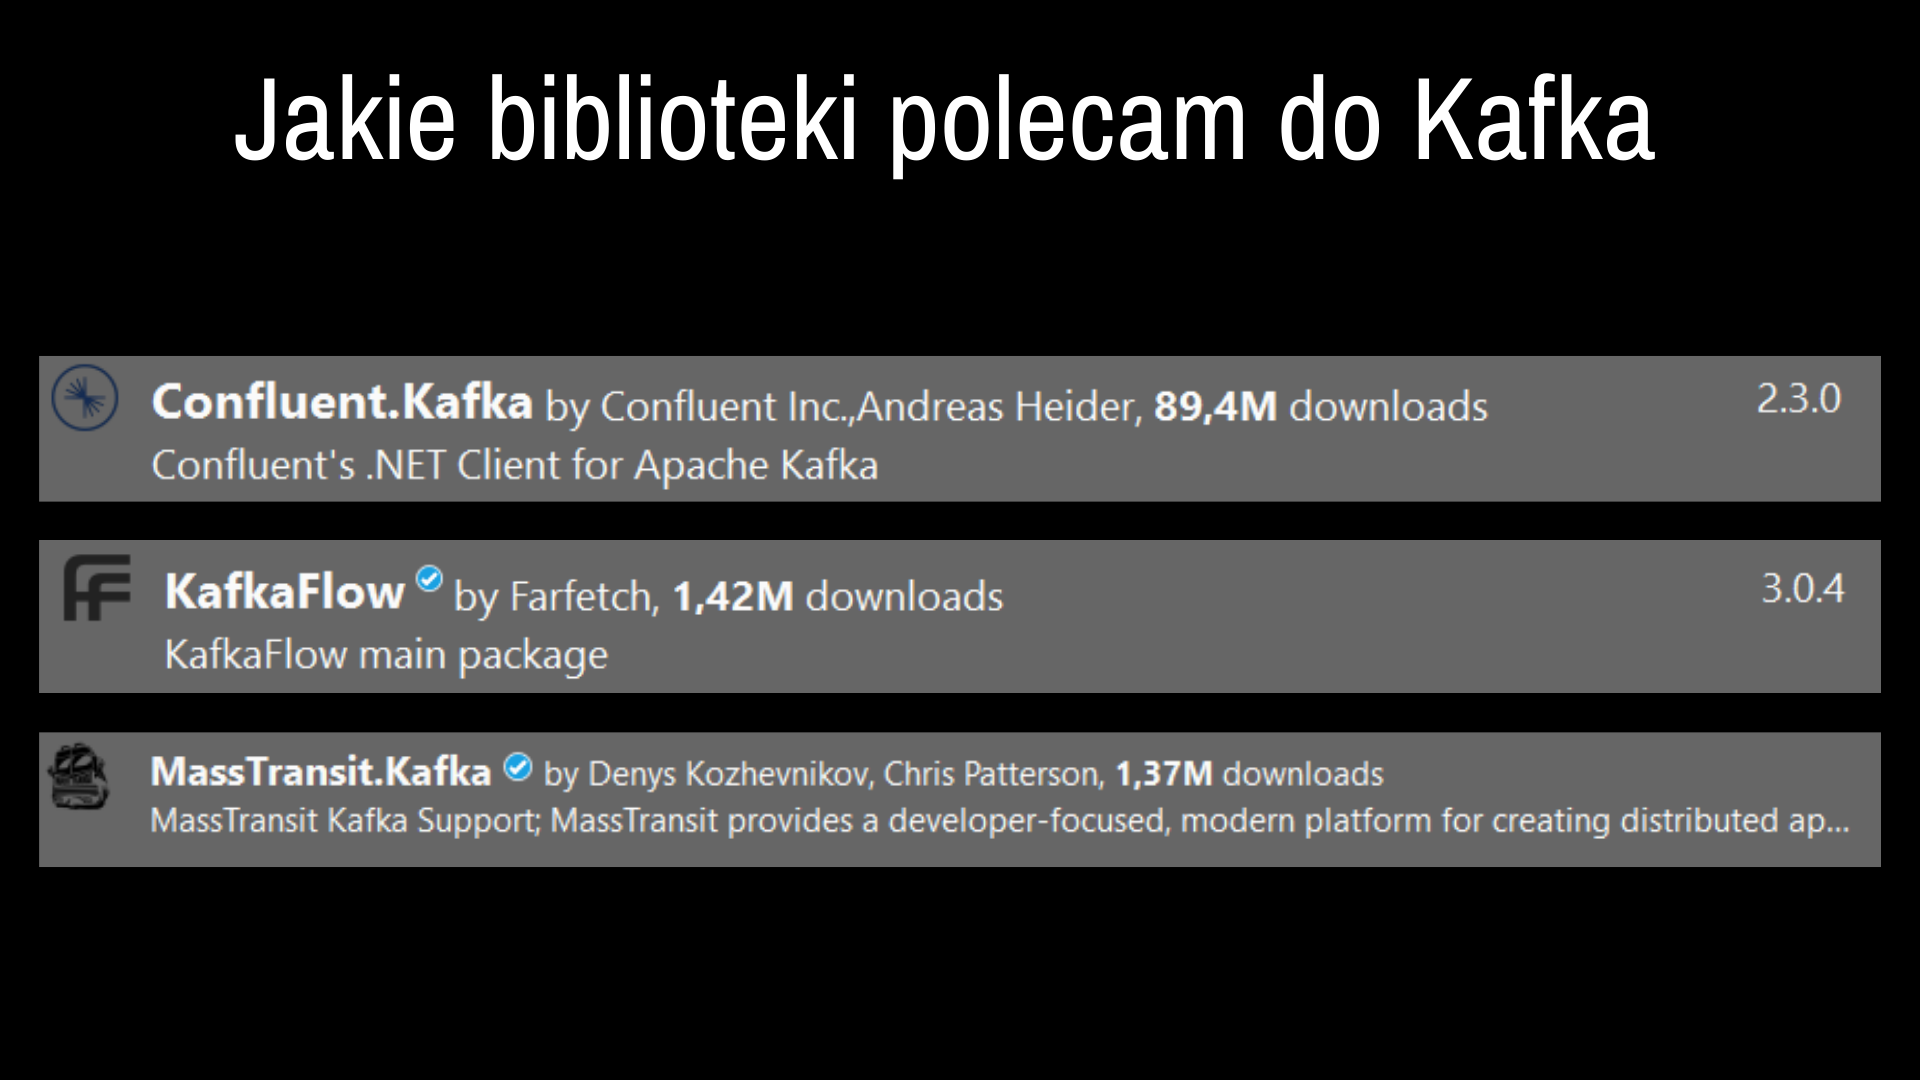 Jakie biblioteki polecam do Kafka
Confluent.Kafka by Confluent Inc.,Andreas Heider, 89,4M downloads 2.3.0
Confluent's .NET Client for Apache Kafka
KafkaFlow by Farfetch, 1,42M downloads 3.0.4
KafkaFlow main package
MassTransit.Kafka by Denys Kozhevnikov, Chris Patterson, 1,37M downloads
MassTransit Kafka Support; MassTransit provides a developer-focused, modern platform for creating distributed ap...